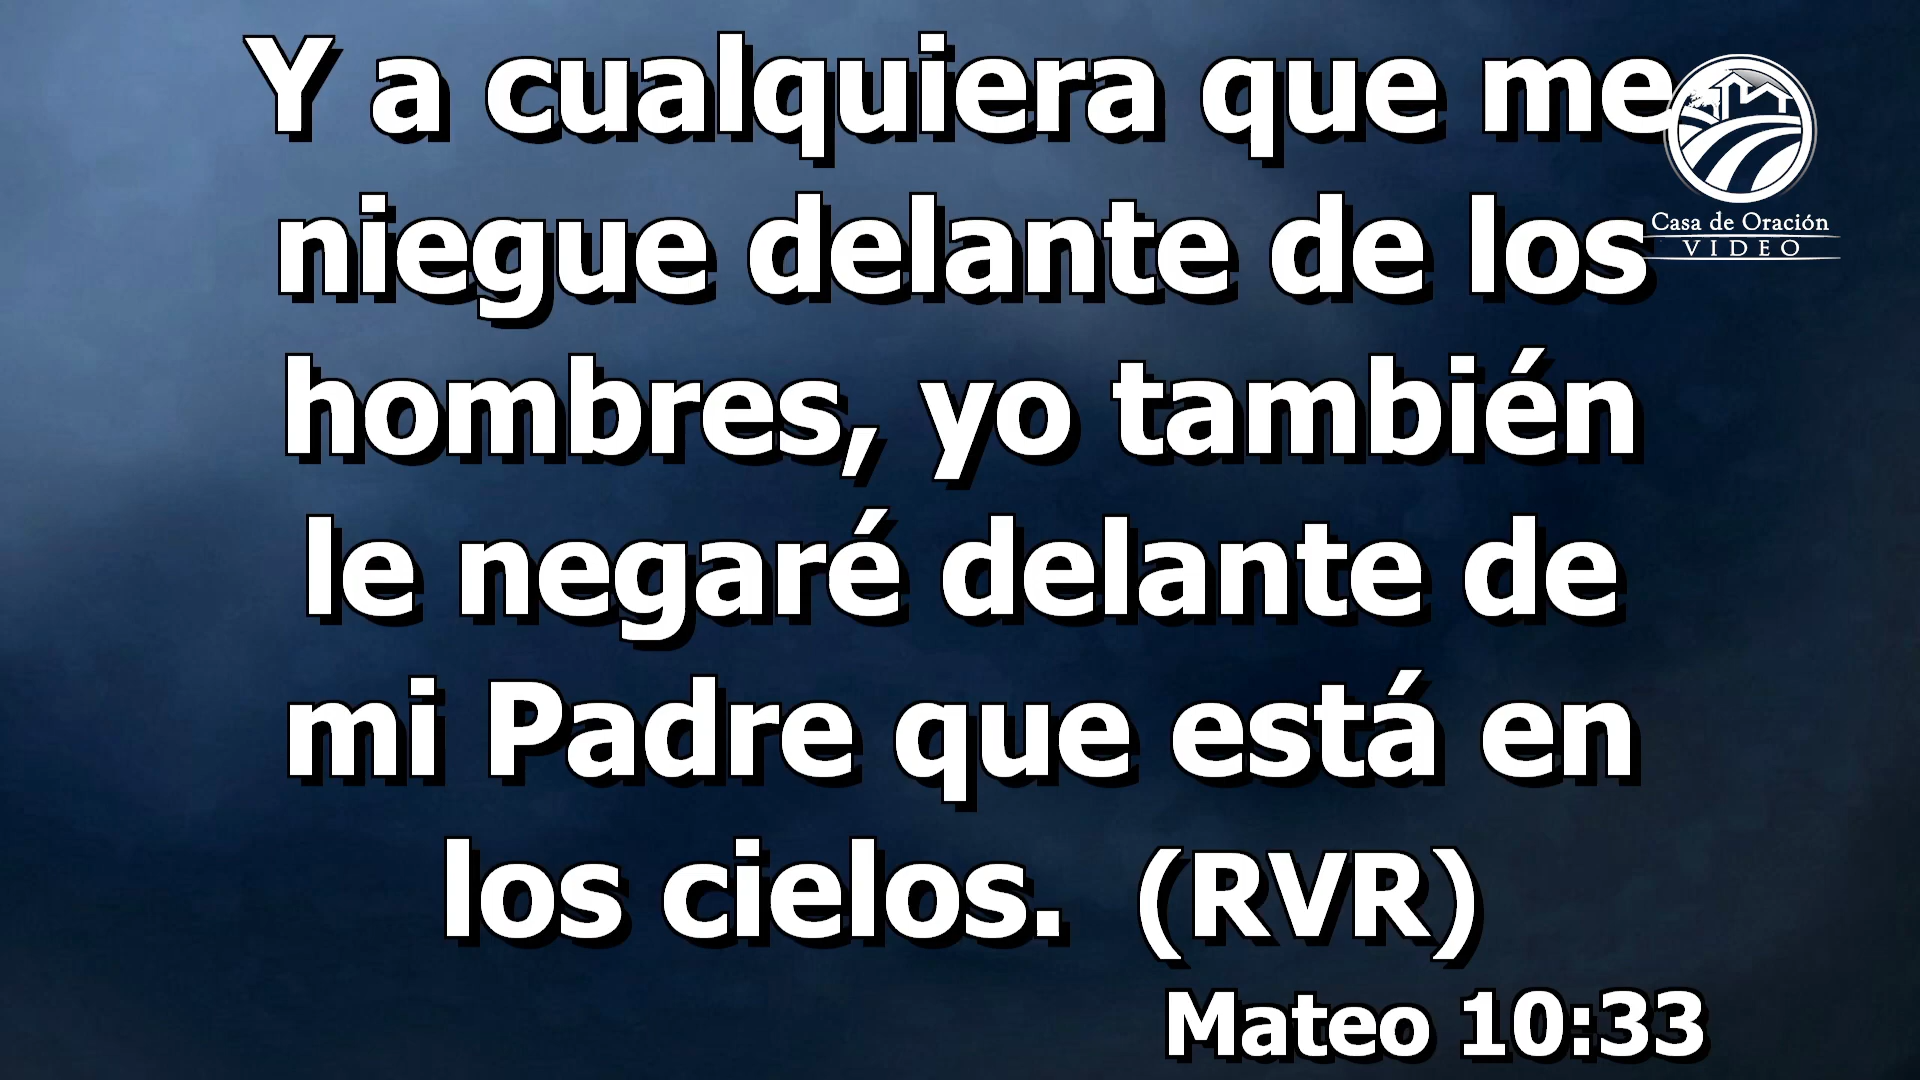 Y a cualquiera que me
niegue delante de los
hombres, yo también
le negaré delante de
mi Padre que está en
los cielos.  (RVR)
Mateo 10:33
Casa de Oración
VIDEO